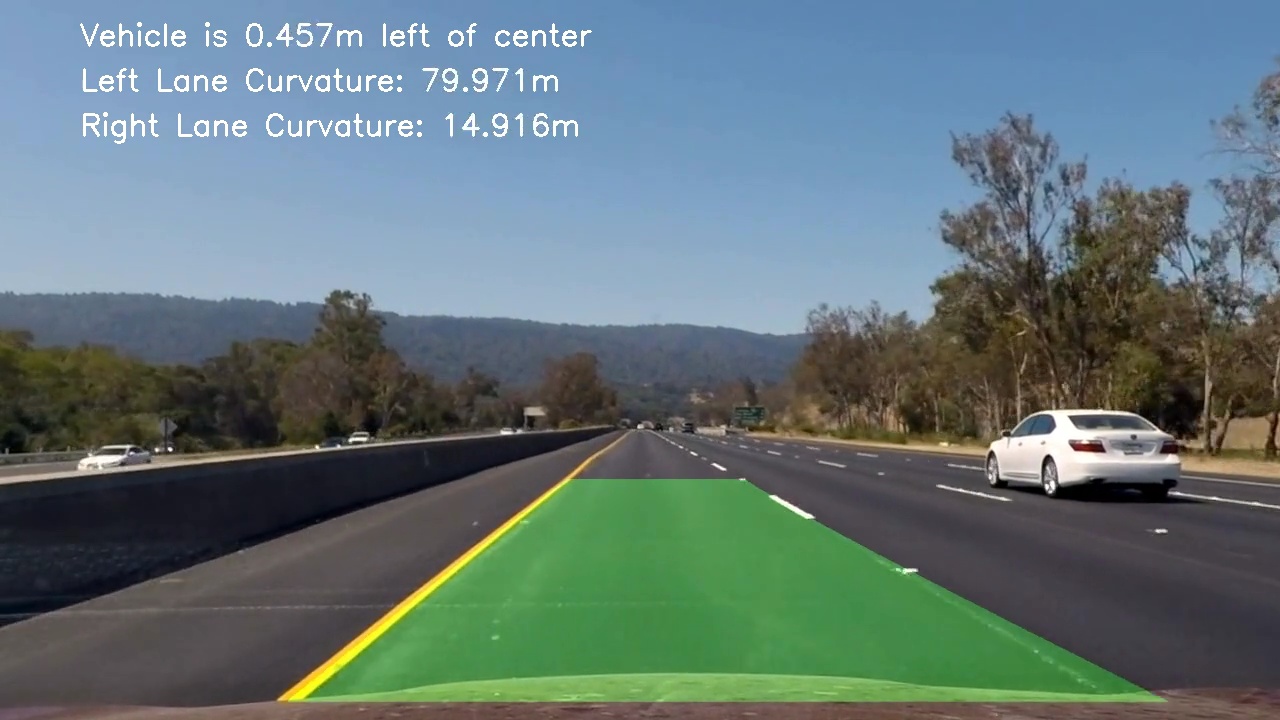 Vehicle is 0.457m left of center
Left Lane Curvature: 79.971m
Right Lane Curvature: 14.916m